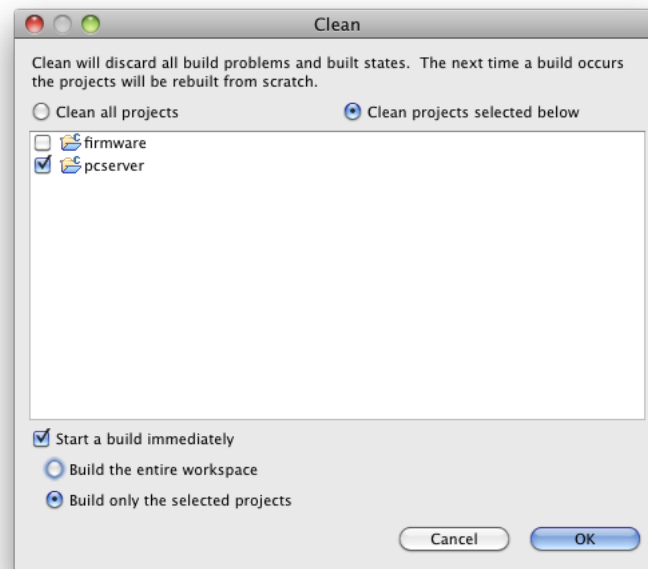 Clean
Clean will discard all build problems and built states.  The next time a build occurs
the projects will be rebuilt from scratch.
Clean all projects
Clean projects selected below
firmware
pcserver
Start a build immediately
Build the entire workspace
Build only the selected projects
Cancel
OK